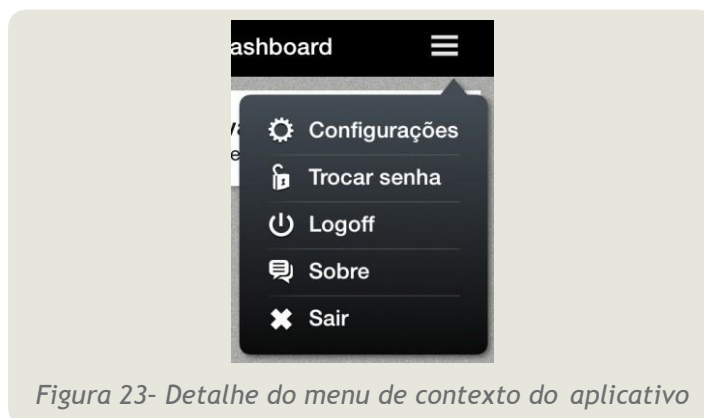 ashboard
Configurações
Trocar senha
Logoff
Sobre
Sair
Figura 23- Detalhe do menu de contexto do aplicativo